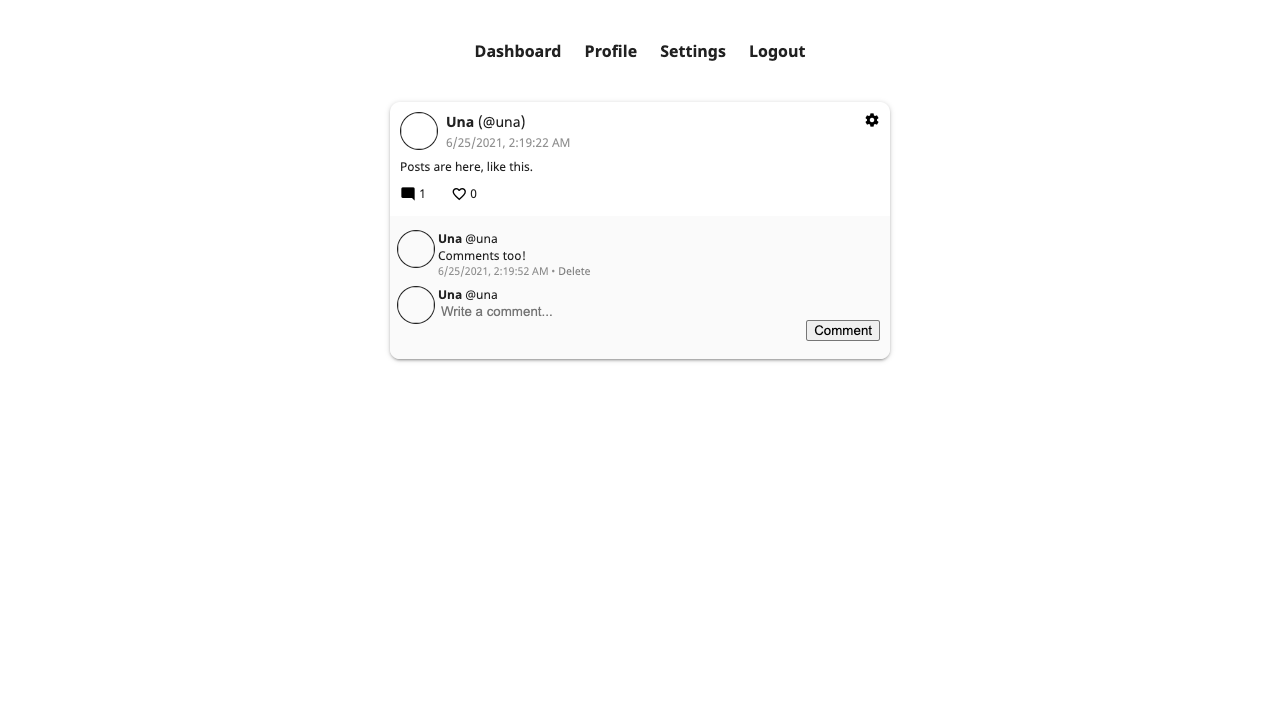 Dashboard Profile Settings Logout
Una (@una)
6/25/2021, 2:19:22 AM
Posts are here, like this.
1 0
Una @una
Comments too!
6/25/2021, 2:19:52 AM • Delete
Una @una
Write a comment...
Comment